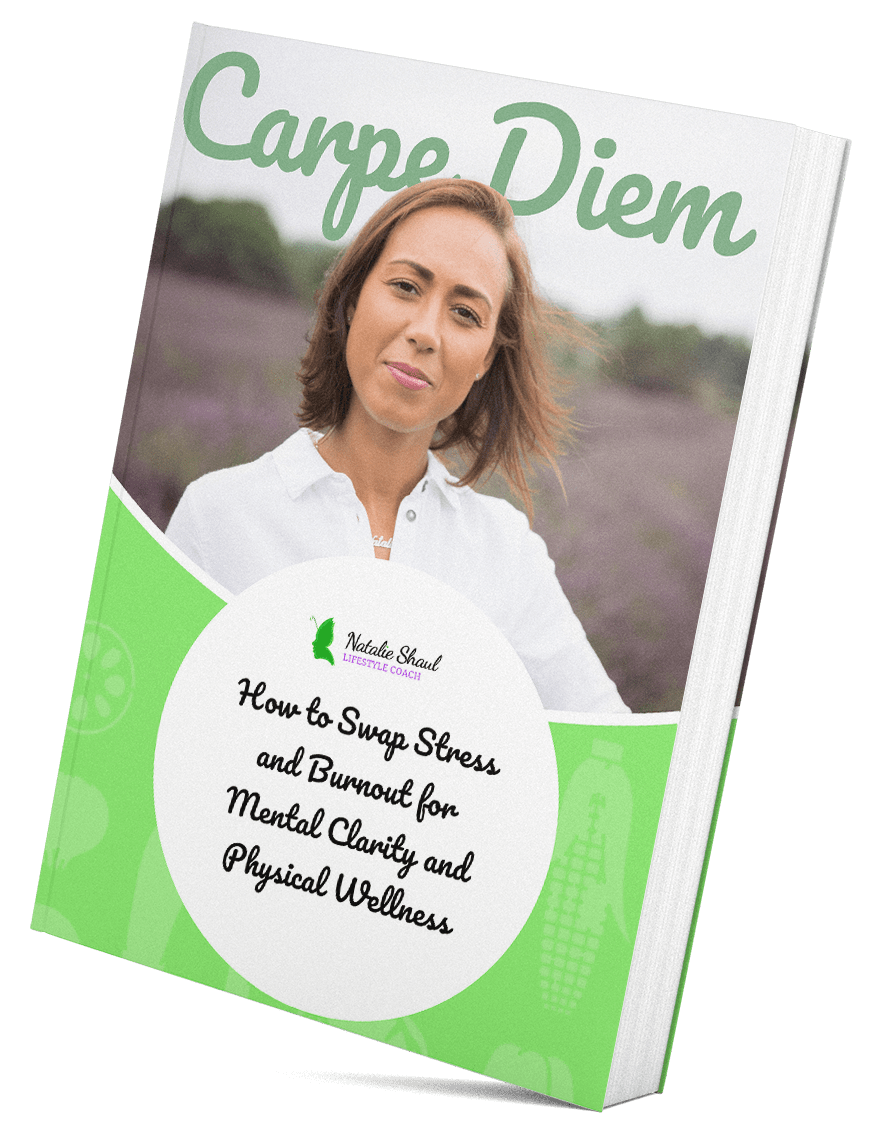 Carpe Diem
Natalie Shaul
LIFESTYLE COACH
How to Swap Stress
and Burnout for
Mental Clarity and
Physical Wellness